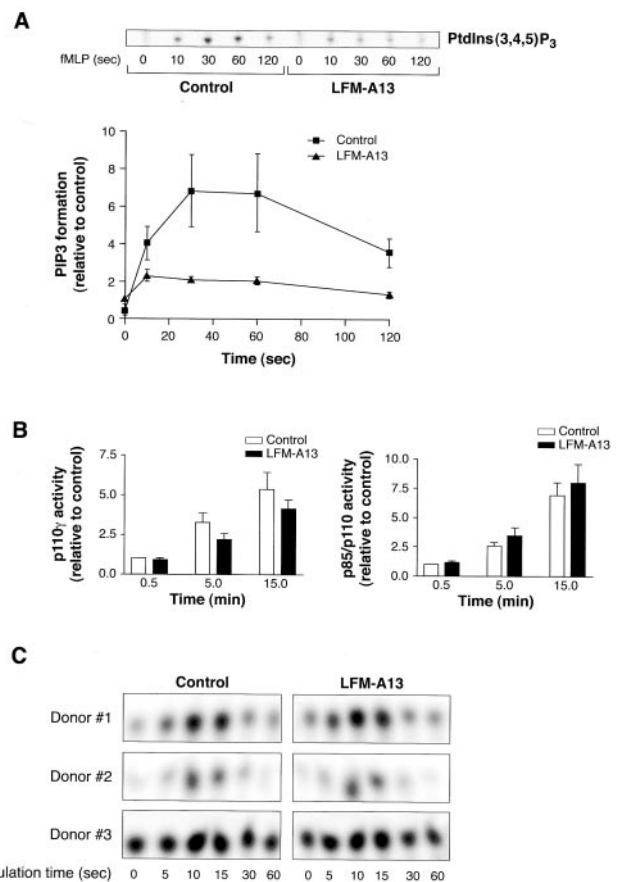 A
PtdIns(3,4,5)P3
fMLP (sec) 0 10 30 60 120 0 10 30 60 120
Control LFM-A13
Control
LFM-A13
PIP3 formation
(relative to control)
10
8
6
4
2
0
0 20 40 60 80 100 120
Time (sec)
B
Control
LFM-A13
p110γ activity
(relative to control)
7.5
5.0
2.5
0.0
0.5 5.0 15.0
Time (min)
Control
LFM-A13
p85/p110 activity
(relative to control)
10.0
7.5
5.0
2.5
0.0
0.5 5.0 15.0
Time (min)
C
Control LFM-A13
Donor #1
Donor #2
Donor #3
ulation time (sec) 0 5 10 15 30 60 0 5 10 15 30 60